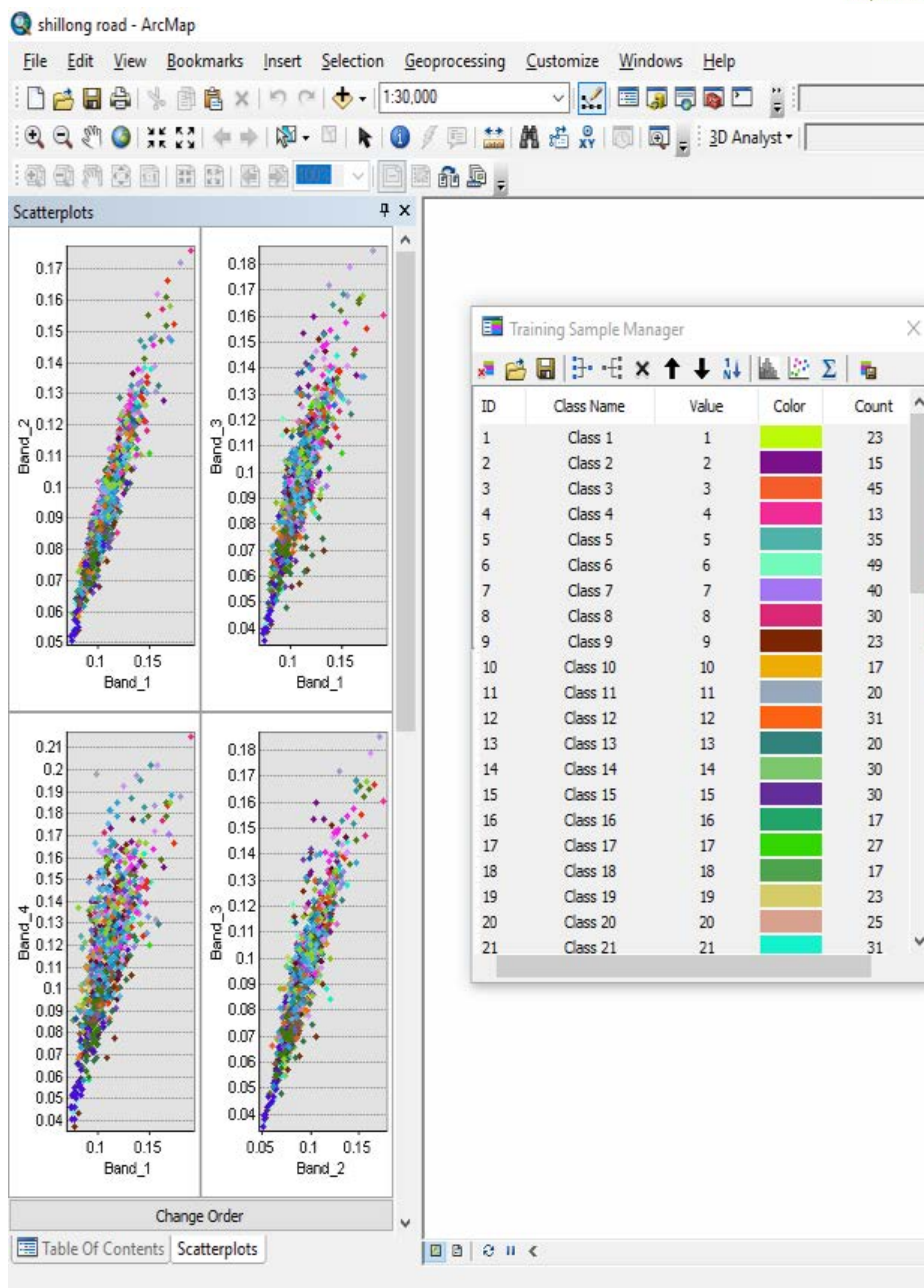 shillong road - ArcMap
File Edit View Bookmarks Insert Selection Geoprocessing Customize Windows Help
1:30,000
3D Analyst
100%
Scatterplots
0.17
0.16
0.15
0.14
0.13
0.12
0.11
0.1
0.09
0.08
0.07
0.06
0.05
Band_2
0.1 0.15
Band_1
0.18
0.17
0.16
0.15
0.14
0.13
0.12
0.11
0.1
0.09
0.08
0.07
0.06
0.05
0.04
Band_3
0.1 0.15
Band_1
0.21
0.2
0.19
0.18
0.17
0.16
0.15
0.14
0.13
0.12
0.11
0.1
0.09
0.08
0.07
0.06
0.05
0.04
Band_4
0.1 0.15
Band_1
0.18
0.17
0.16
0.15
0.14
0.13
0.12
0.11
0.1
0.09
0.08
0.07
0.06
0.05
0.04
Band_3
0.05 0.1 0.15
Band_2
Change Order
Table Of Contents Scatterplots
Training Sample Manager
ID Class Name Value Color Count
1 Class 1 1 23
2 Class 2 2 15
3 Class 3 3 45
4 Class 4 4 13
5 Class 5 5 35
6 Class 6 6 49
7 Class 7 7 40
8 Class 8 8 30
9 Class 9 9 23
10 Class 10 10 17
11 Class 11 11 20
12 Class 12 12 31
13 Class 13 13 20
14 Class 14 14 30
15 Class 15 15 30
16 Class 16 16 17
17 Class 17 17 27
18 Class 18 18 17
19 Class 19 19 23
20 Class 20 20 25
21 Class 21 21 31